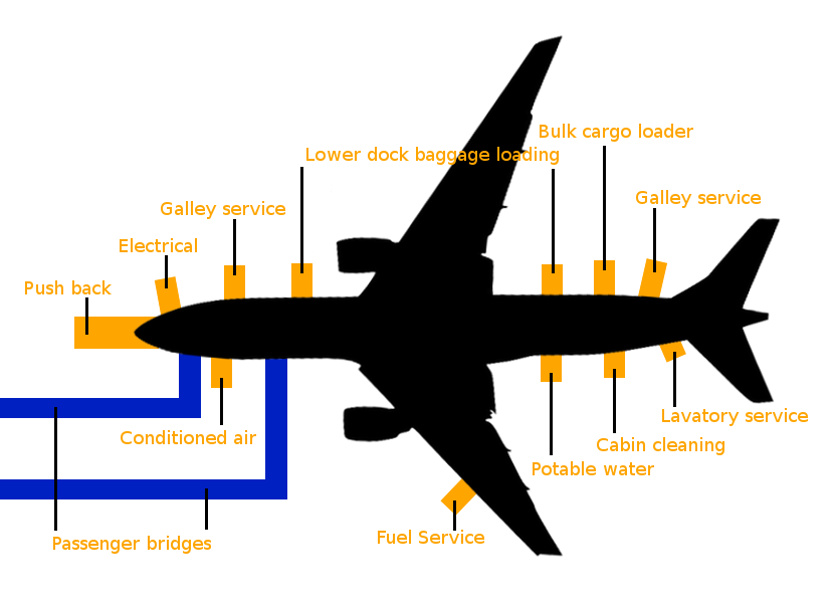 Bulk cargo loader
Lower dock baggage loading
Galley service
Galley service
Electrical
Push back
Lavatory service
Conditioned air
Cabin cleaning
Potable water
Fuel Service
Passenger bridges